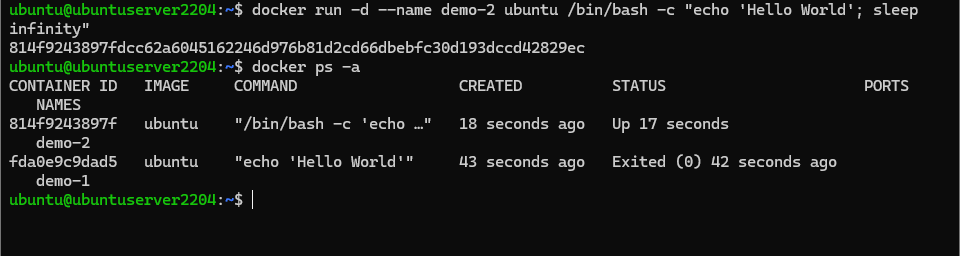 ubuntu@ubuntuserver2204:~$ docker run -d --name demo-2 ubuntu /bin/bash -c "echo 'Hello World'; sleep
infinity"
814f9243897fdcc62a6045162246d976b81d2cd66dbebfc30d193dccd42829ec
ubuntu@ubuntuserver2204:~$ docker ps -a
CONTAINER ID   IMAGE     COMMAND                  CREATED          STATUS                      PORTS
   NAMES
814f9243897f   ubuntu    "/bin/bash -c 'echo …"   18 seconds ago   Up 17 seconds
   demo-2
fda0e9c9dad5   ubuntu    "echo 'Hello World'"     43 seconds ago   Exited (0) 42 seconds ago
   demo-1
ubuntu@ubuntuserver2204:~$